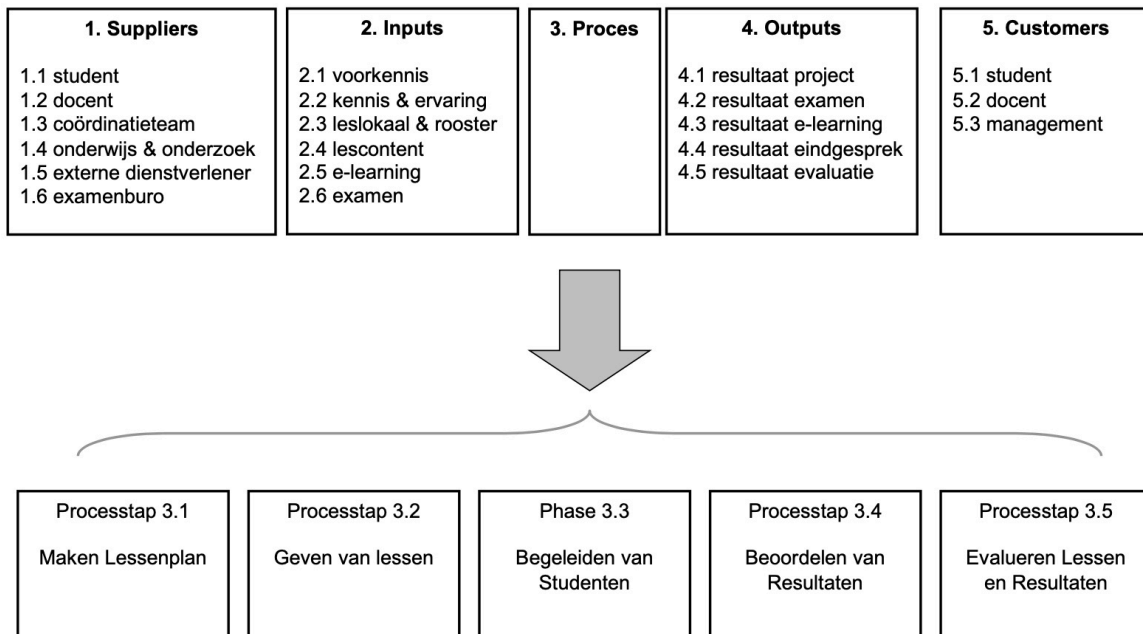 1. Suppliers
1.1 student
1.2 docent
1.3 coördinatieteam
1.4 onderwijs & onderzoek
1.5 externe dienstverlener
1.6 examenburo
2. Inputs
2.1 voorkennis
2.2 kennis & ervaring
2.3 leslokaal & rooster
2.4 lescontent
2.5 e-learning
2.6 examen
3. Proces
4. Outputs
4.1 resultaat project
4.2 resultaat examen
4.3 resultaat e-learning
4.4 resultaat eindgesprek
4.5 resultaat evaluatie
5. Customers
5.1 student
5.2 docent
5.3 management
Processtap 3.1
Maken Lessenplan
Processtap 3.2
Geven van lessen
Phase 3.3
Begeleiden van
Studenten
Processtap 3.4
Beoordelen van
Resultaten
Processtap 3.5
Evalueren Lessen
en Resultaten